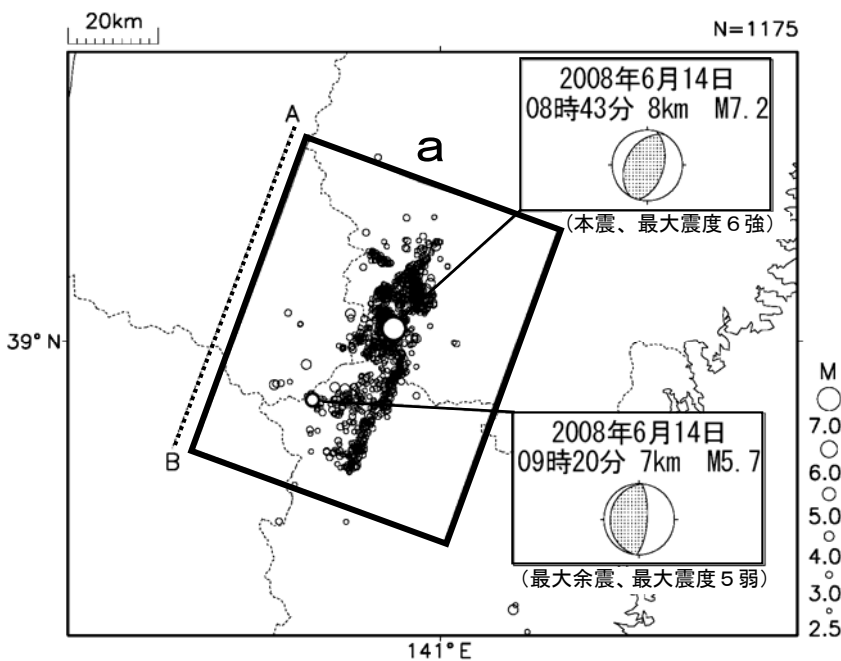 20km
N=1175
2008年6月14日
08時43分 8km M7.2
(本震、最大震度6強)
A
a
39°N
B
2008年6月14日
09時20分 7km M5.7
(最大余震、最大震度5弱)
M
7.0
6.0
5.0
4.0
3.0
2.5
141°E